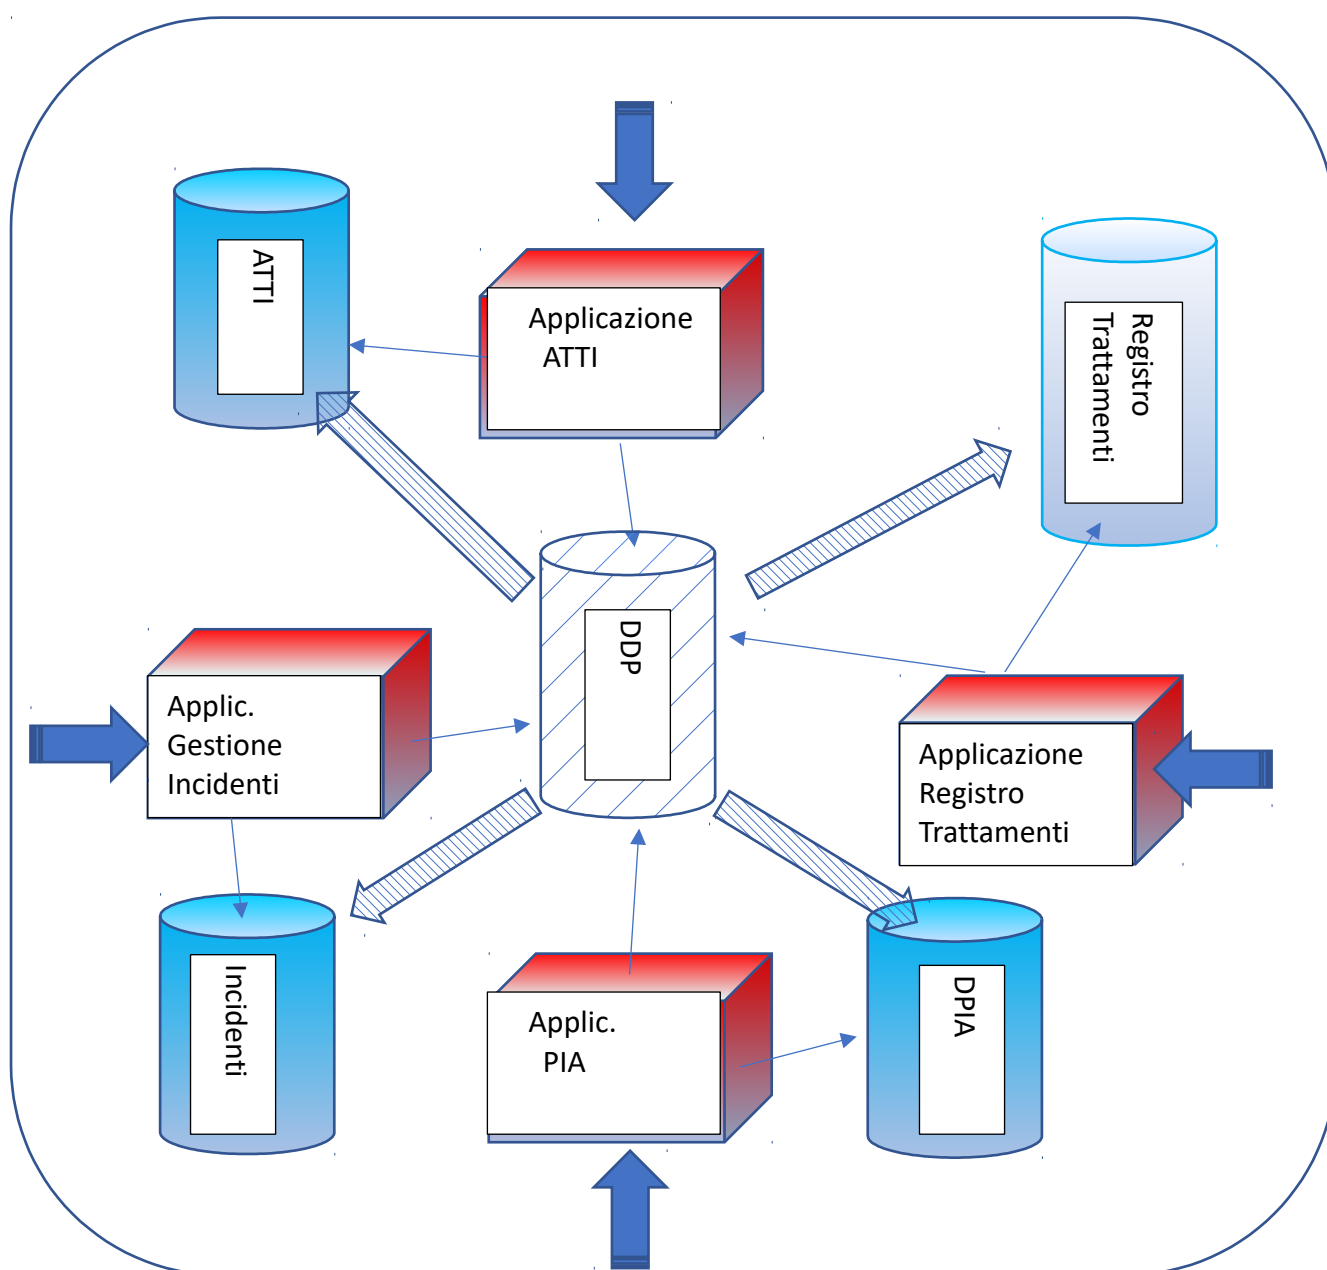 ATTI
Applicazione
ATTI
Registro
Trattamenti
DDP
Applic.
Gestione
Incidenti
Applicazione
Registro
Trattamenti
Incidenti
Applic.
PIA
DPIA